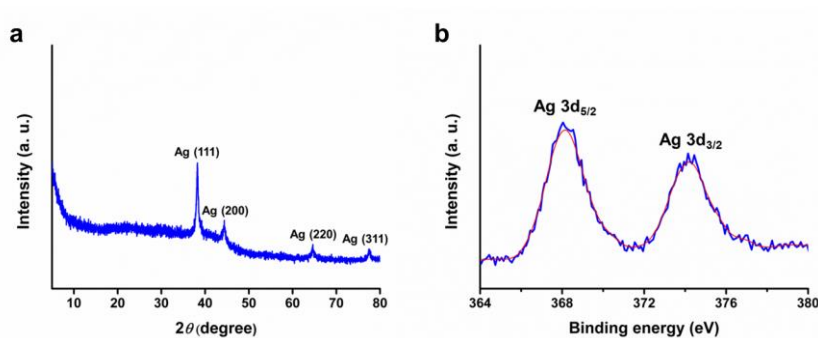 a
Intensity (a. u.)
Ag (111)
Ag (200)
Ag (220)
Ag (311)
10 20 30 40 50 60 70 80
2θ (degree)
b
Intensity (a. u.)
Ag 3d5/2
Ag 3d3/2
364 368 372 376 380
Binding energy (eV)